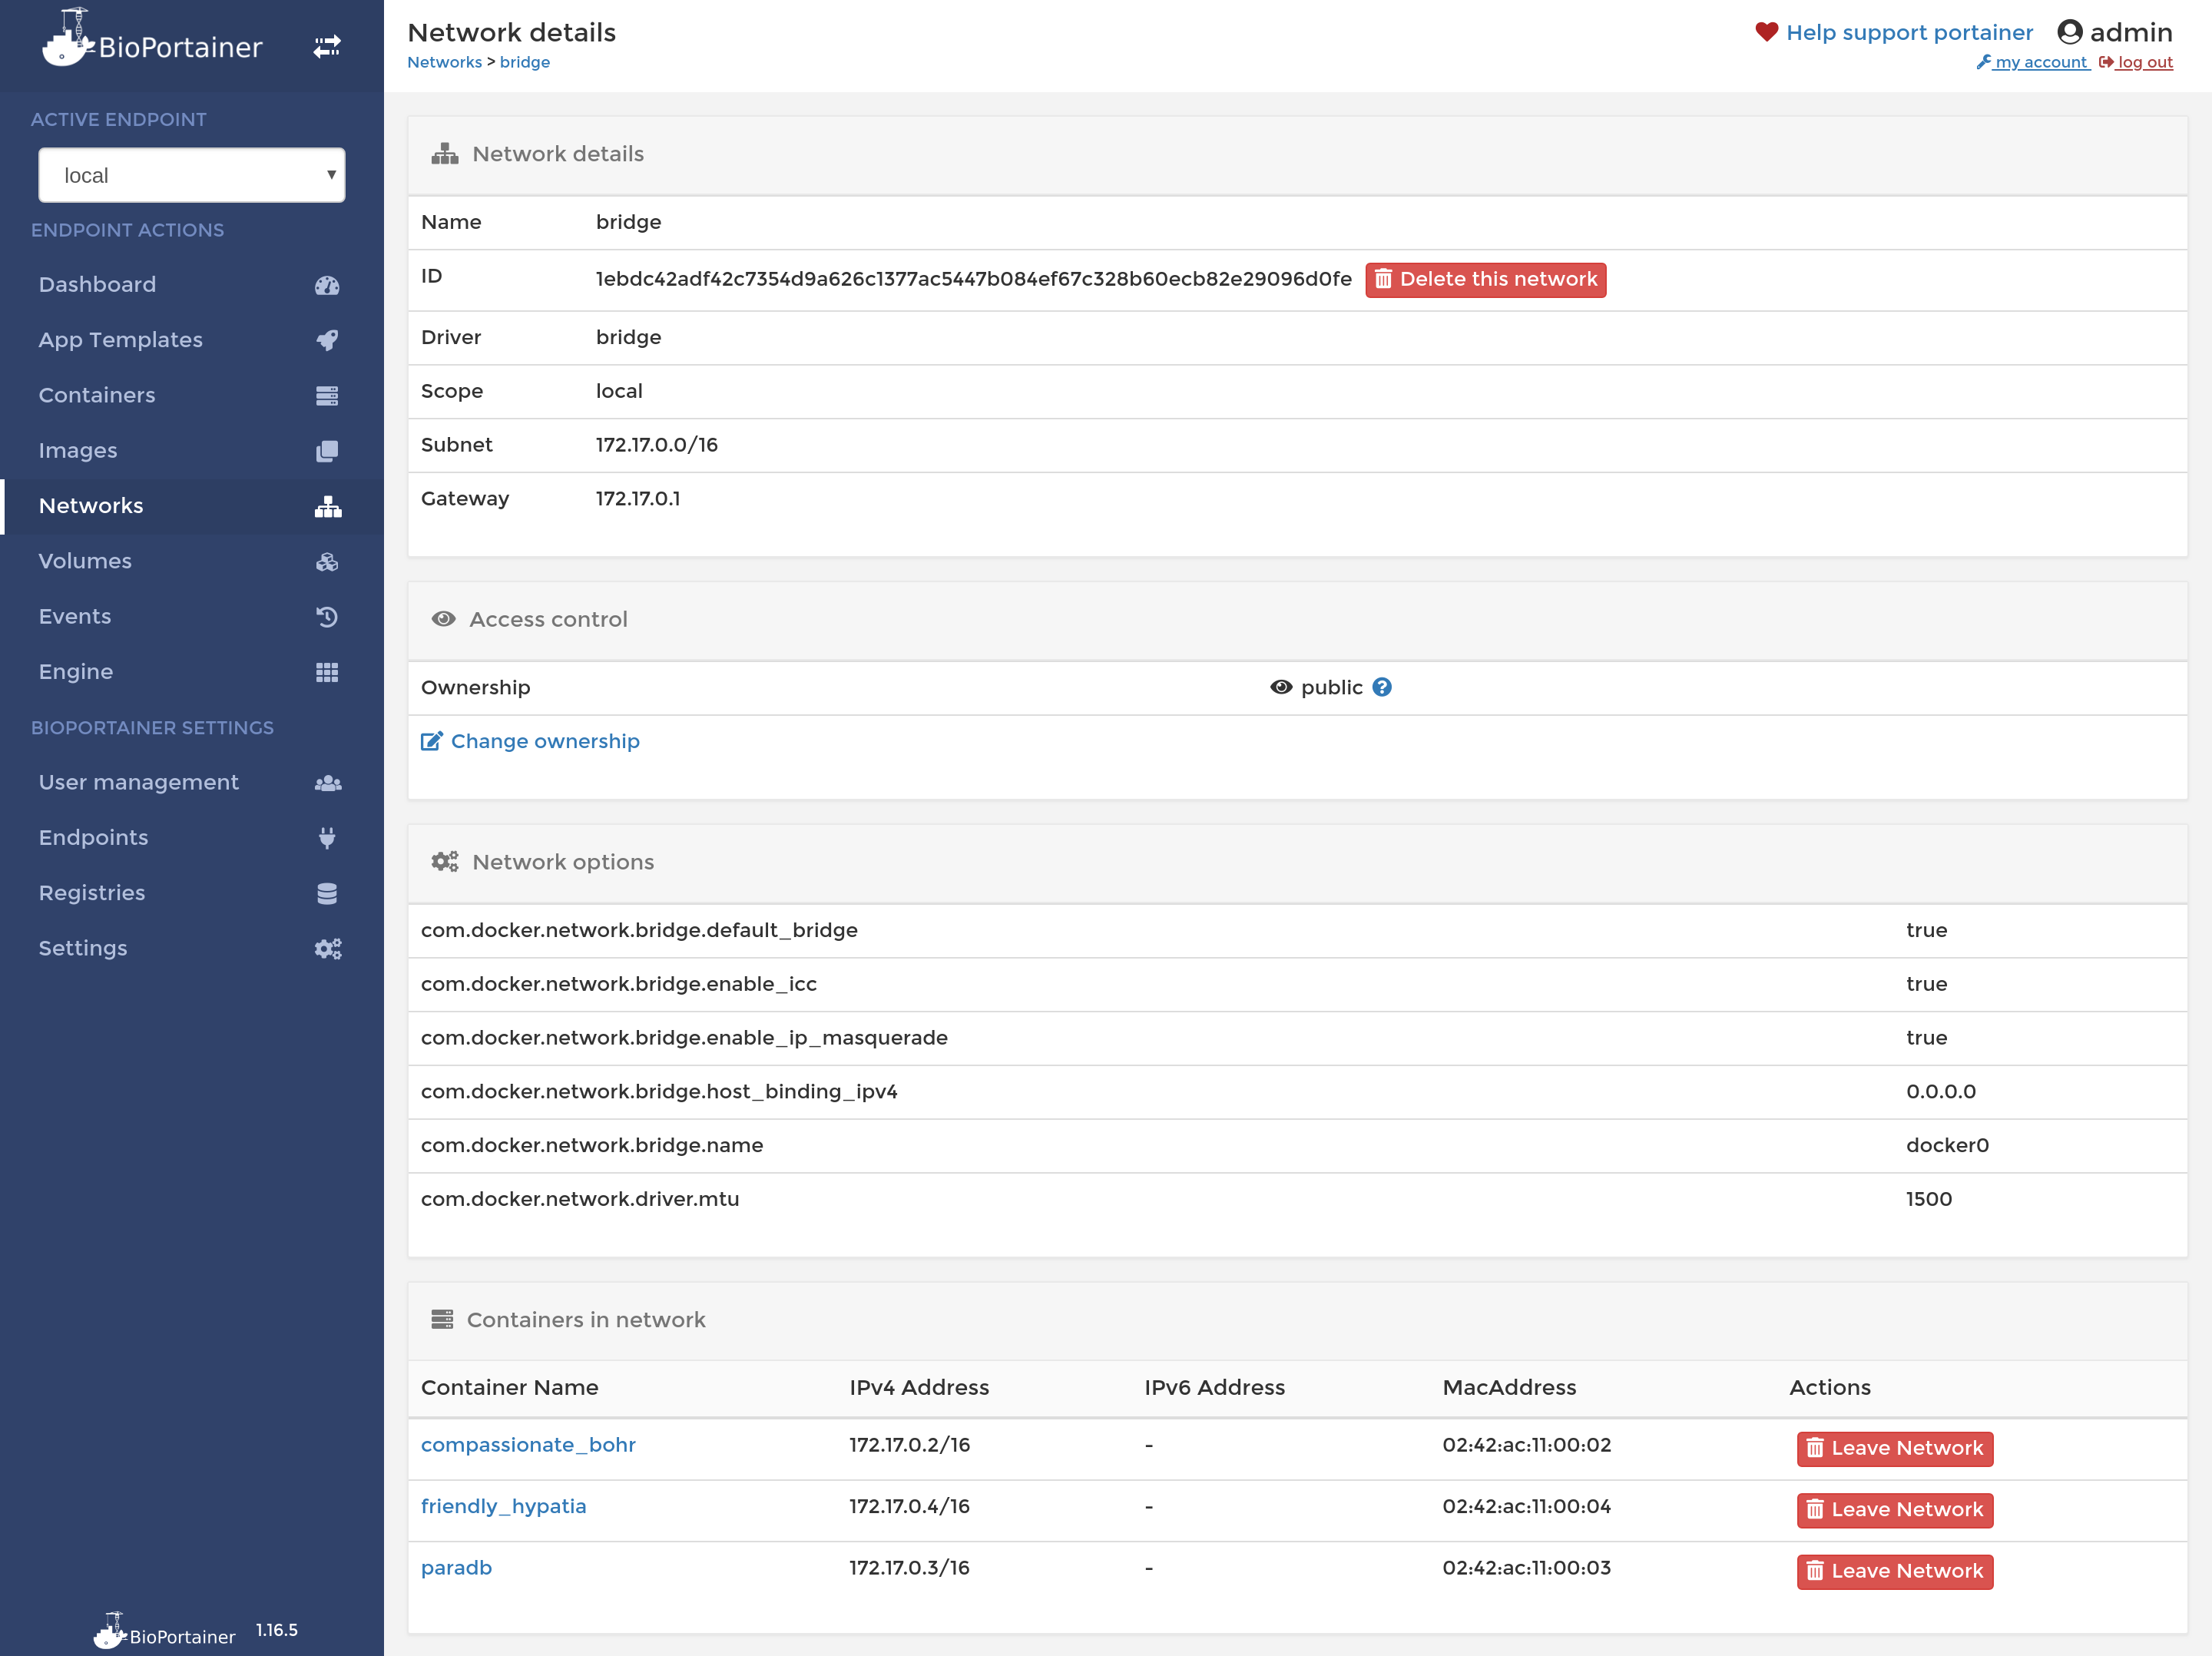 BioPortainer
ACTIVE ENDPOINT
local
ENDPOINT ACTIONS
Dashboard
App Templates
Containers
Images
Networks
Volumes
Events
Engine
BIOPORTAINER SETTINGS
User management
Endpoints
Registries
Settings
BioPortainer 1.16.5
Network details
Networks > bridge
Help support portainer admin
my account log out
Network details
Name bridge
ID 1ebdc42adf42c7354d9a626c1377ac5447b084ef67c328b60ecb82e29096d0fe Delete this network
Driver bridge
Scope local
Subnet 172.17.0.0/16
Gateway 172.17.0.1
Access control
Ownership public ?
Change ownership
Network options
com.docker.network.bridge.default_bridge true
com.docker.network.bridge.enable_icc true
com.docker.network.bridge.enable_ip_masquerade true
com.docker.network.bridge.host_binding_ipv4 0.0.0.0
com.docker.network.bridge.name docker0
com.docker.network.driver.mtu 1500
Containers in network
Container Name IPv4 Address IPv6 Address MacAddress Actions
compassionate_bohr 172.17.0.2/16 - 02:42:ac:11:00:02 Leave Network
friendly_hypatia 172.17.0.4/16 - 02:42:ac:11:00:04 Leave Network
paradb 172.17.0.3/16 - 02:42:ac:11:00:03 Leave Network